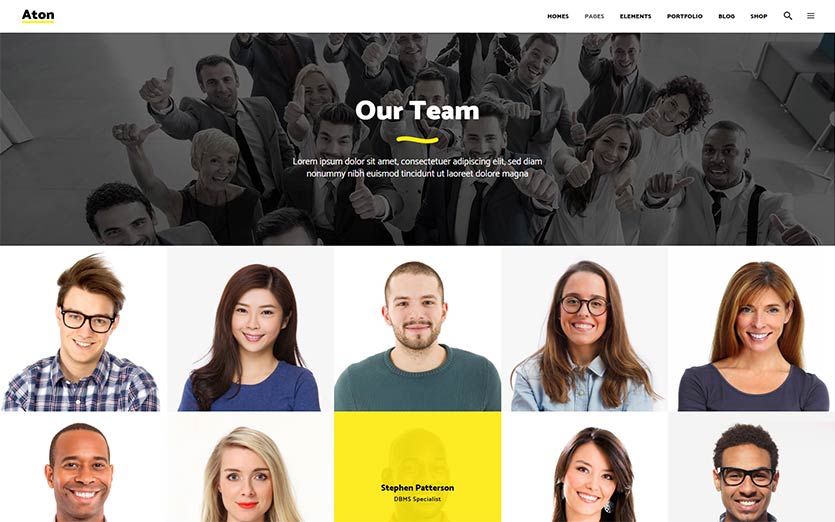 Aton
HOMES PAGES ELEMENTS PORTFOLIO BLOG SHOP
Our Team
Lorem ipsum dolor sit amet, consectetuer adipiscing elit, sed diam
nonummy nibh euismod tincidunt ut laoreet dolore magna
Stephen Patterson
DBMS Specialist